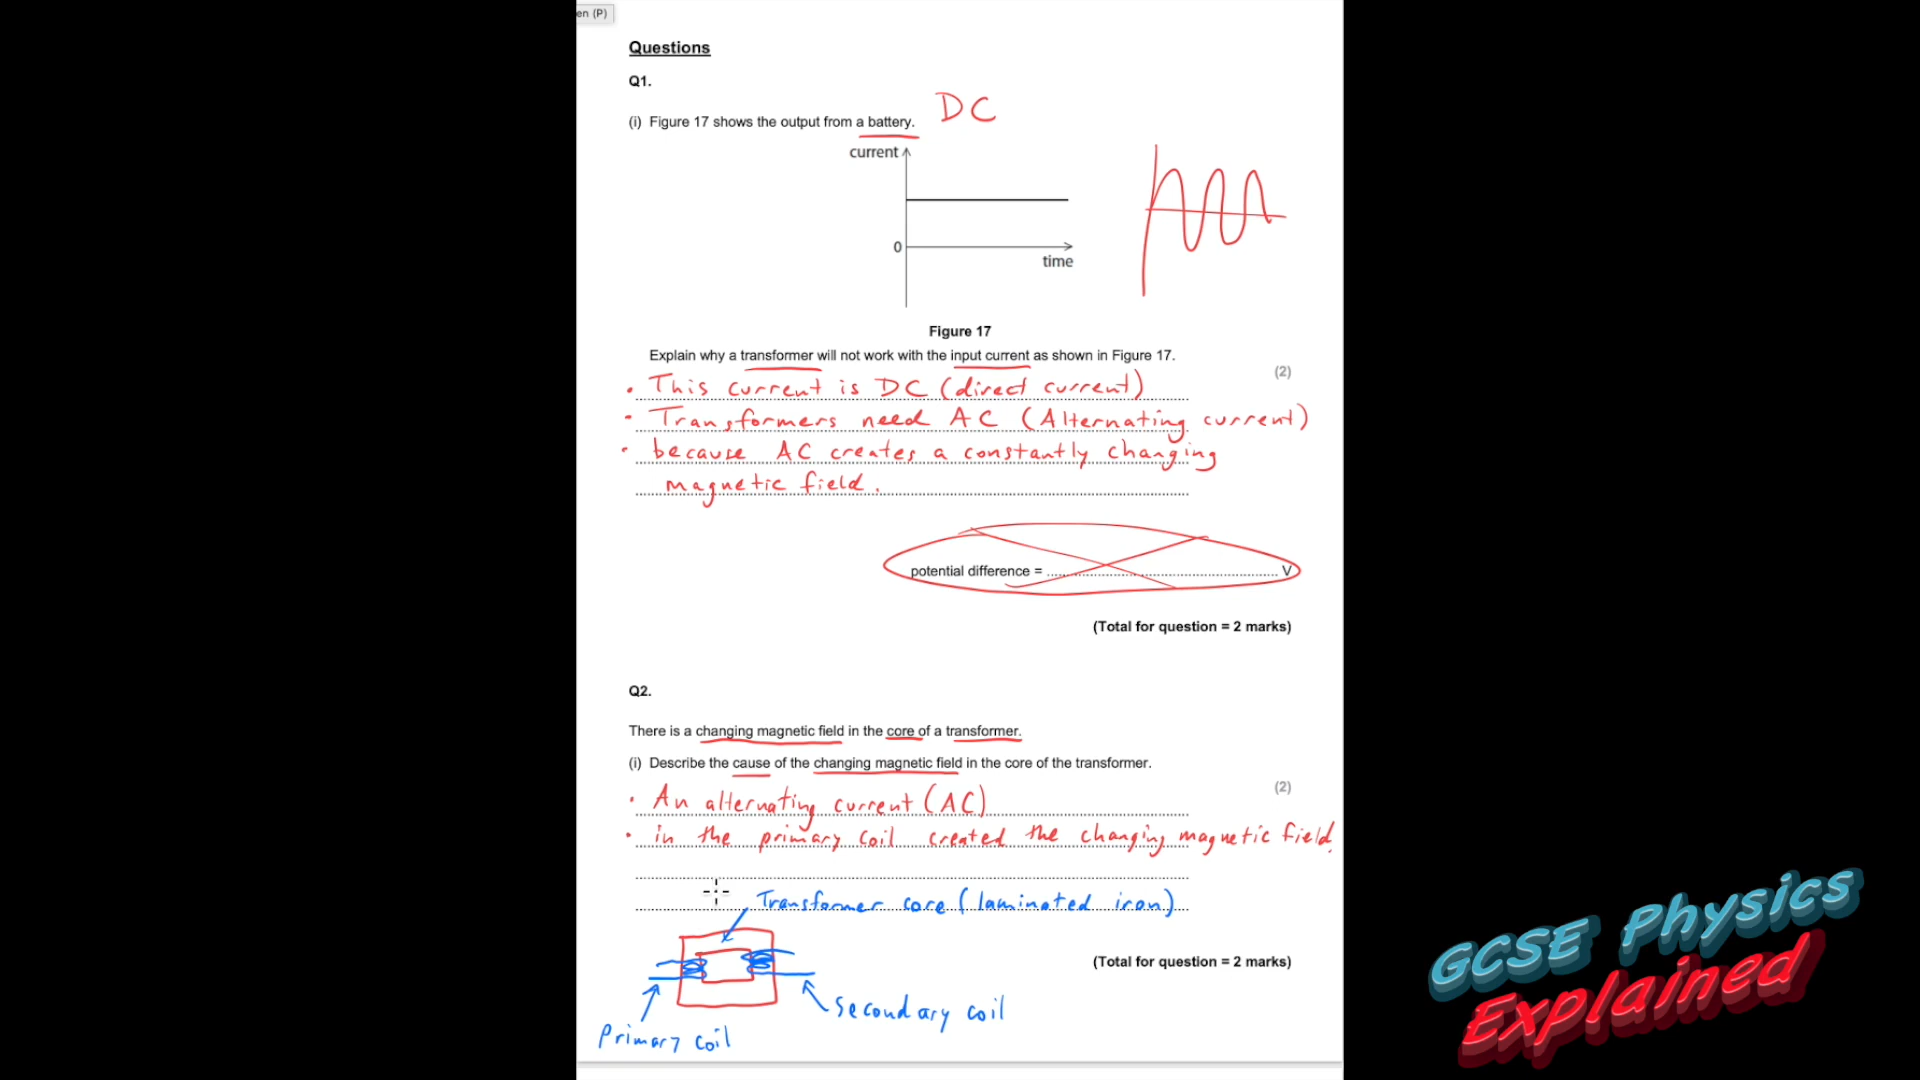 en (P)
Questions
Q1.
(i) Figure 17 shows the output from a battery.
DC
current
0
time
Figure 17
Explain why a transformer will not work with the input current as shown in Figure 17.
(2)
• This current is DC (direct current)
• Transformers need AC (Alternating current)
• because AC creates a constantly changing
magnetic field.
potential difference = .................... V
(Total for question = 2 marks)
Q2.
There is a changing magnetic field in the core of a transformer.
(i) Describe the cause of the changing magnetic field in the core of the transformer.
(2)
• An alternating current (AC)
• in the primary coil created the changing magnetic field.
Transformer core (laminated iron)
(Total for question = 2 marks)
Secondary coil
Primary coil
GCSE Physics
Explained